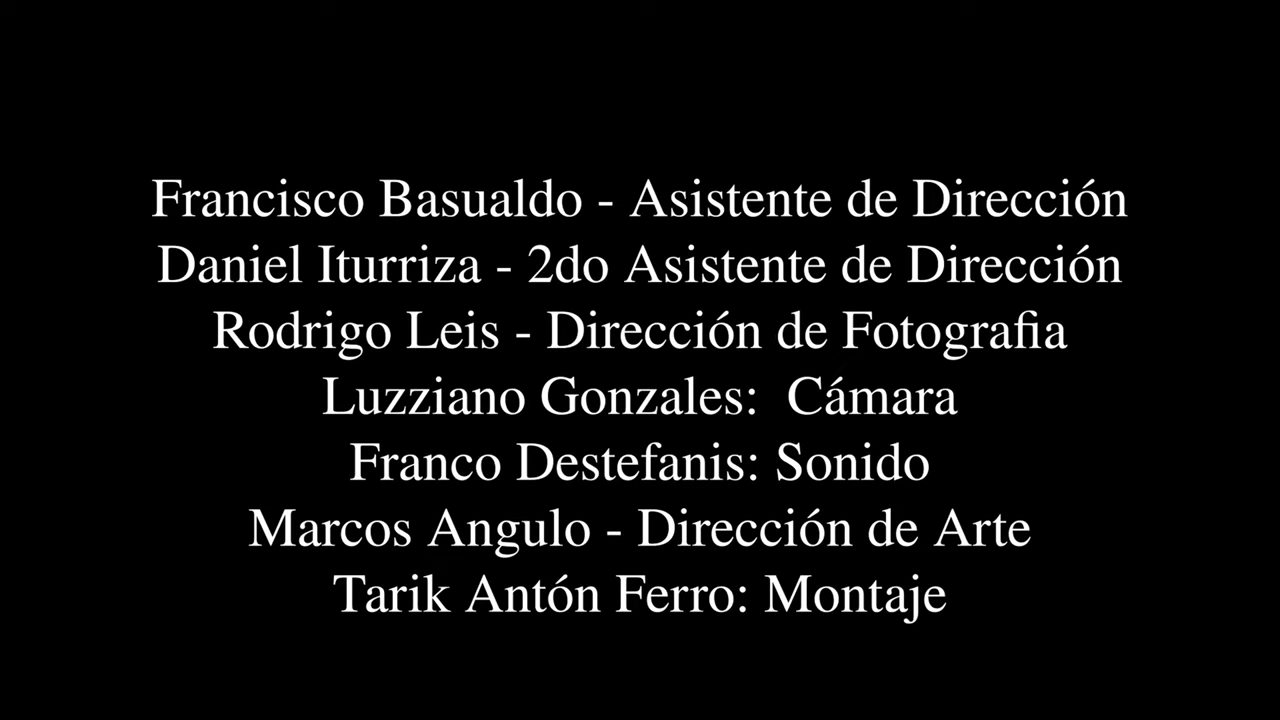 Francisco Basualdo - Asistente de Dirección
Daniel Iturriza - 2do Asistente de Dirección
Rodrigo Leis - Dirección de Fotografia
Luzziano Gonzales:  Cámara
Franco Destefanis: Sonido
Marcos Angulo - Dirección de Arte
Tarik Antón Ferro: Montaje